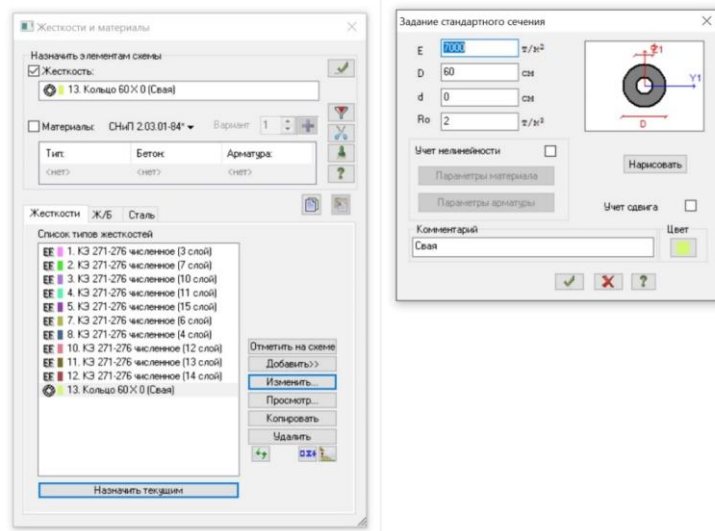 Жесткости и материалы
Назначить элементам схемы
Жесткость:
13. Кольцо 60 X 0 (Свая)
Материалы: СНиП 2.03.01-84* Вариант 1
Тип: Бетон: Арматура:
<нет> <нет> <нет>
Жесткости Ж/Б Сталь
Список типов жесткостей
1. КЭ 271-276 численное (3 слой)
2. КЭ 271-276 численное (7 слой)
3. КЭ 271-276 численное (10 слой)
4. КЭ 271-276 численное (11 слой)
5. КЭ 271-276 численное (15 слой)
7. КЭ 271-276 численное (6 слой)
8. КЭ 271-276 численное (4 слой)
10. КЭ 271-276 численное (12 слой)
11. КЭ 271-276 численное (13 слой)
12. КЭ 271-276 численное (14 слой)
13. Кольцо 60 X 0 (Свая)
Отметить на схеме
Добавить>>
Изменить...
Просмотр...
Копировать
Удалить
Назначить текущим
Задание стандартного сечения
E 7000 т/м²
D 60 см
d 0 см
Ro 2 т/м³
Z1
Y1
D
Учет нелинейности
Параметры материала
Параметры арматуры
Нарисовать
Учет сдвига
Комментарий
Свая
Цвет